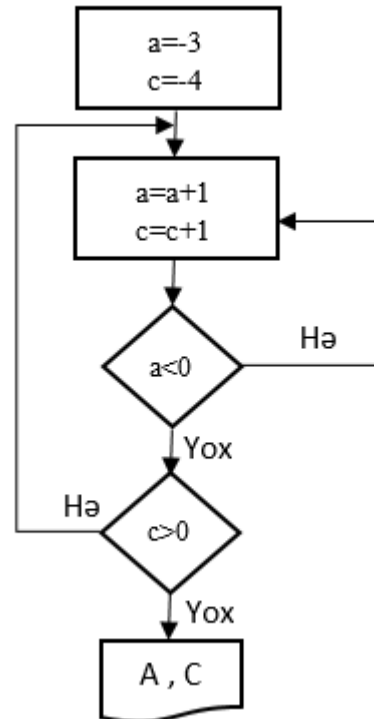 a=-3
c=-4
a=a+1
c=c+1
a<0
Hə
Yox
Hə
c>0
Yox
A , C